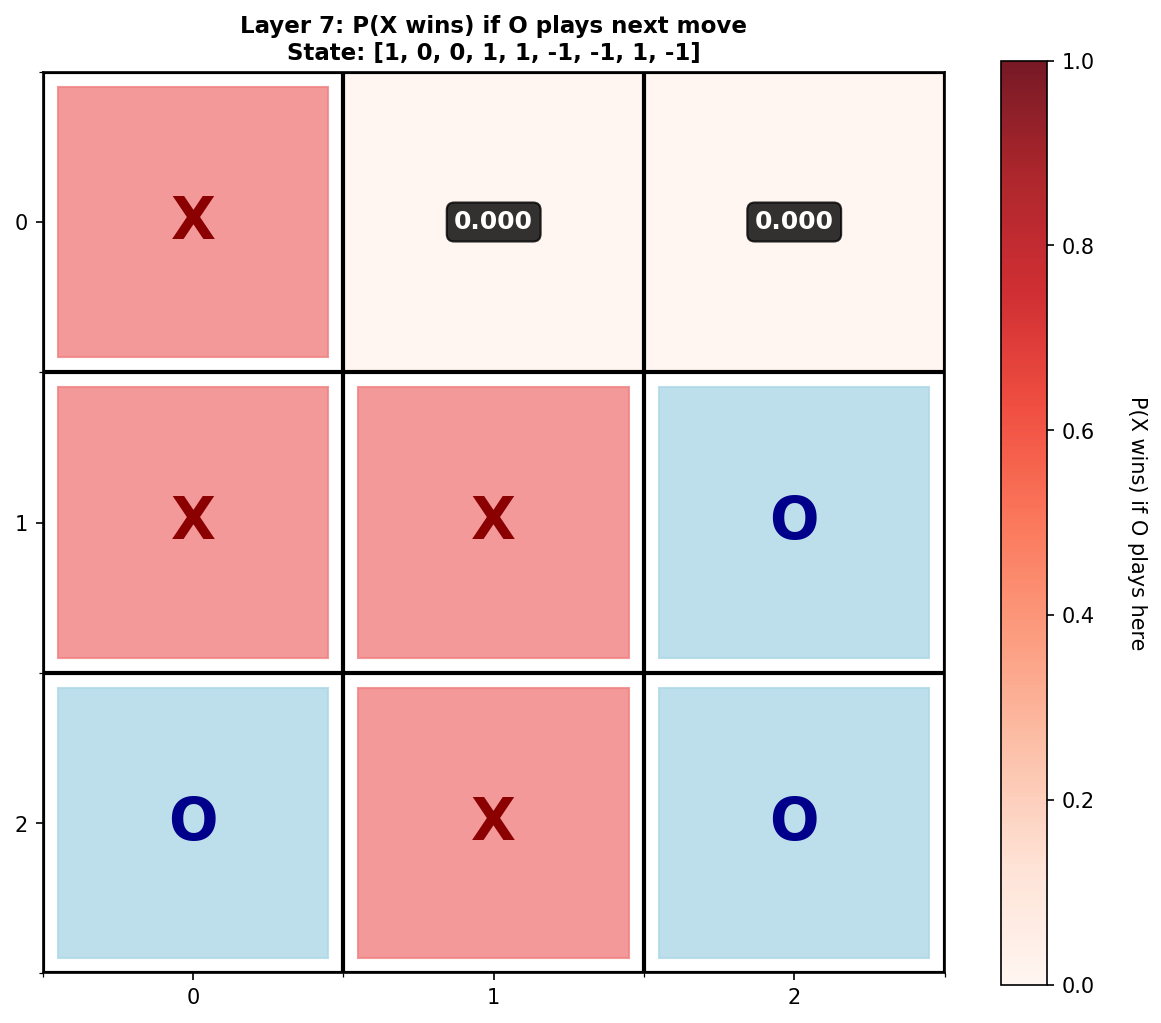 Layer 7: P(X wins) if O plays next move
State: [1, 0, 0, 1, 1, -1, -1, 1, -1]
X
0.000
0.000
X
X
O
O
X
O
0
1
2
0
1
2
1.0
0.8
0.6
0.4
0.2
0.0
P(X wins) if O plays here